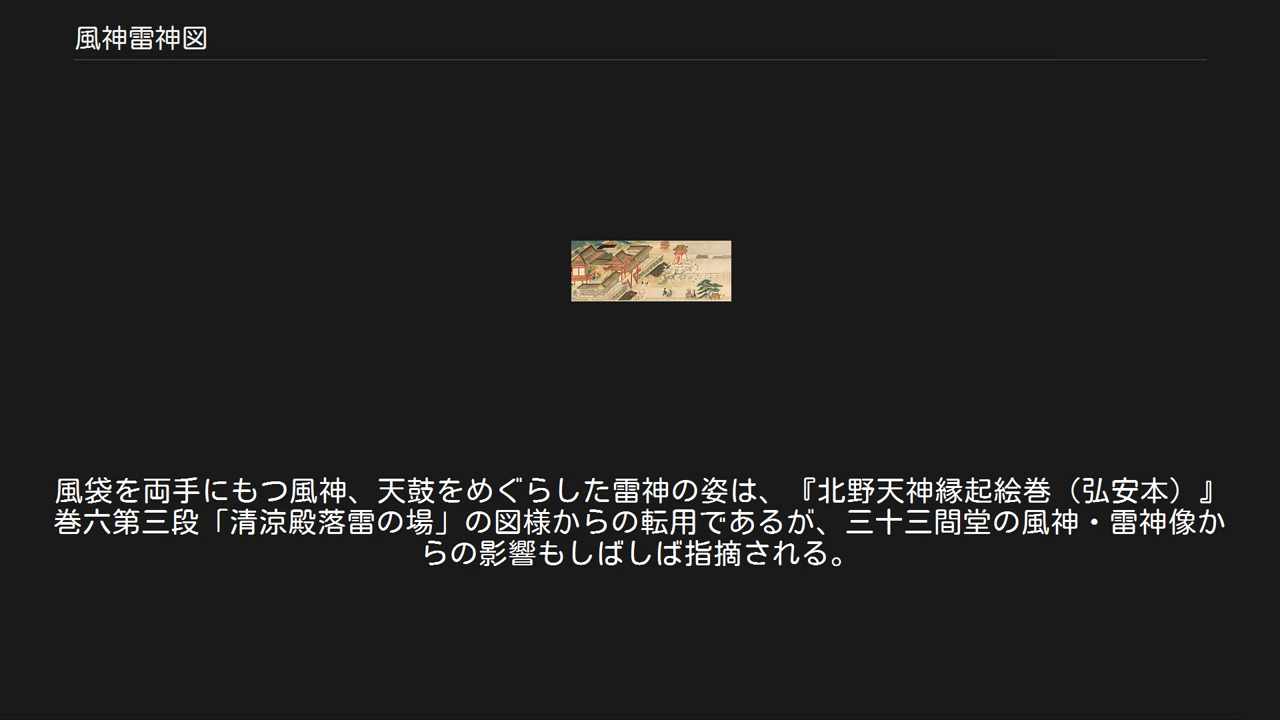 風神雷神図
風袋を両手にもつ風神、天鼓をめぐらした雷神の姿は、『北野天神縁起絵巻（弘安本）』
巻六第三段「清涼殿落雷の場」の図様からの転用であるが、三十三間堂の風神・雷神像か
らの影響もしばしば指摘される。